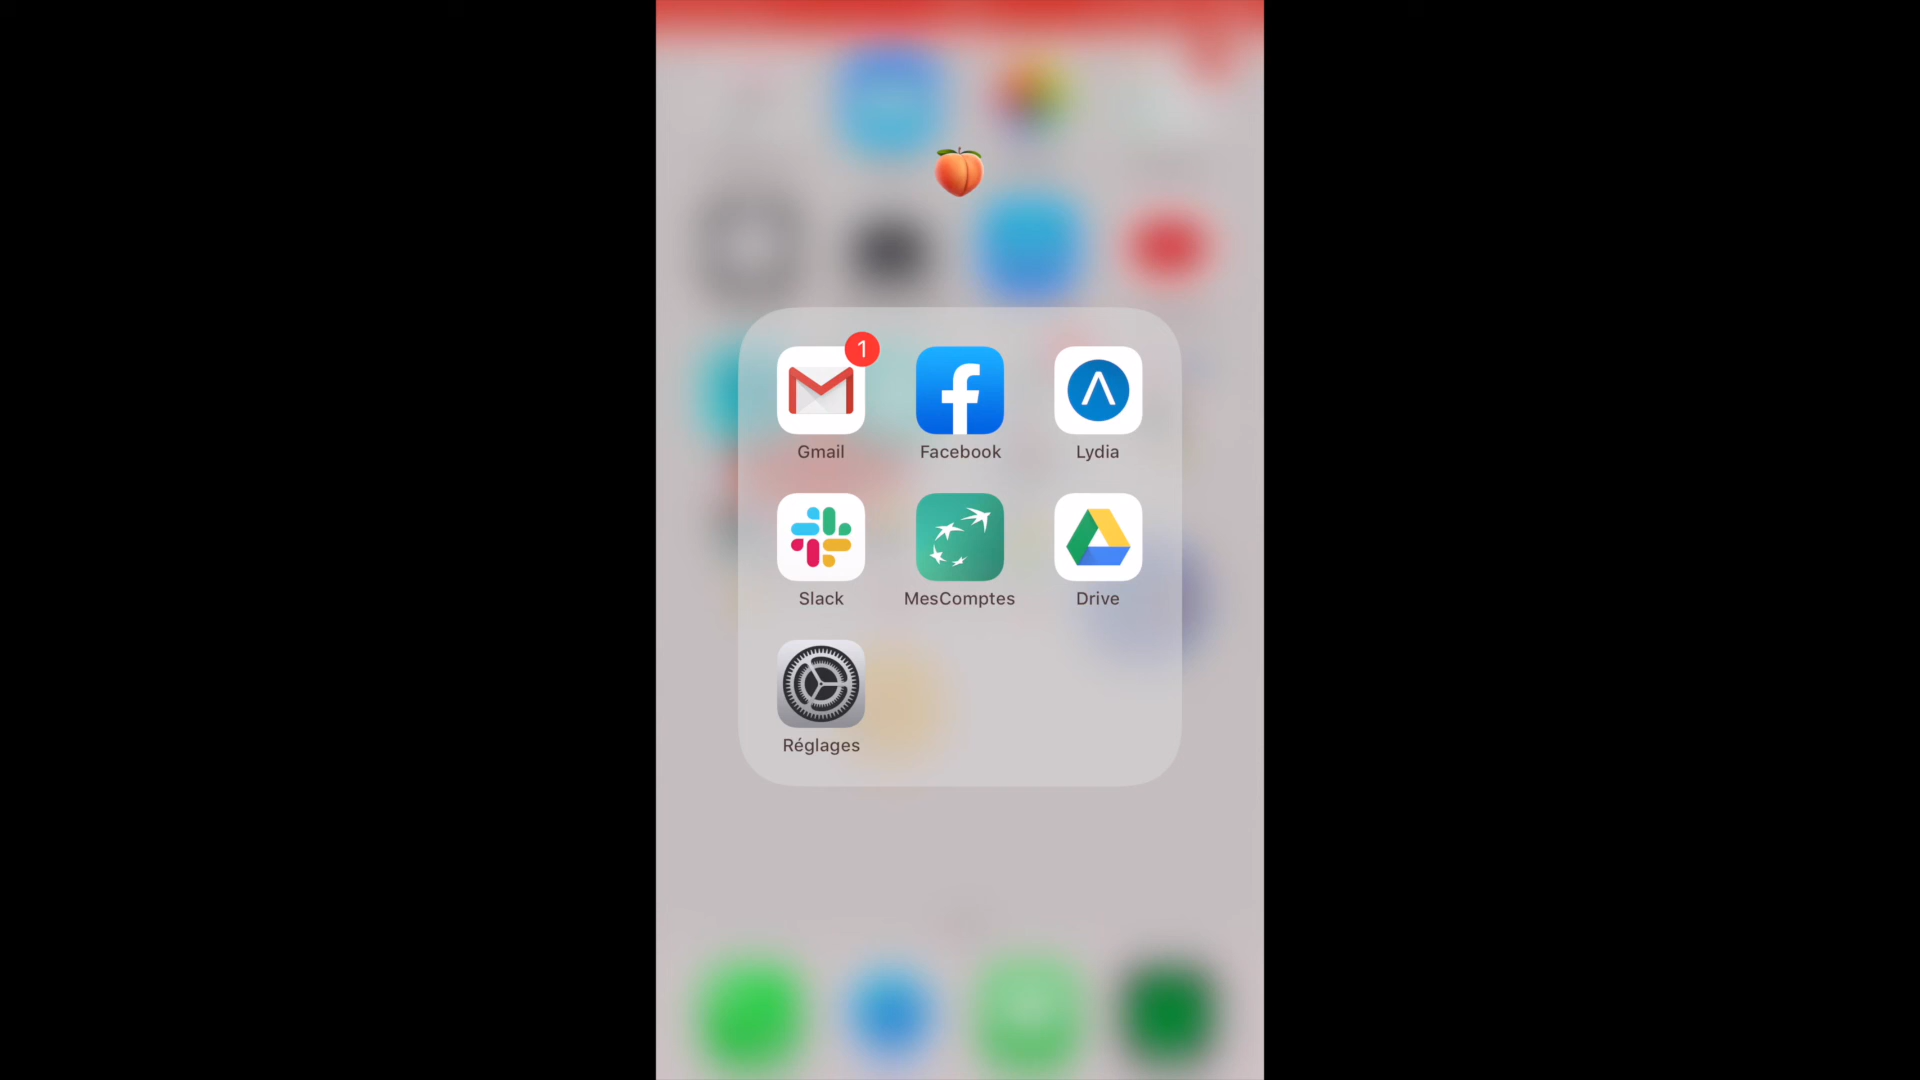 1
Gmail
Facebook
Lydia
Slack
MesComptes
Drive
Réglages